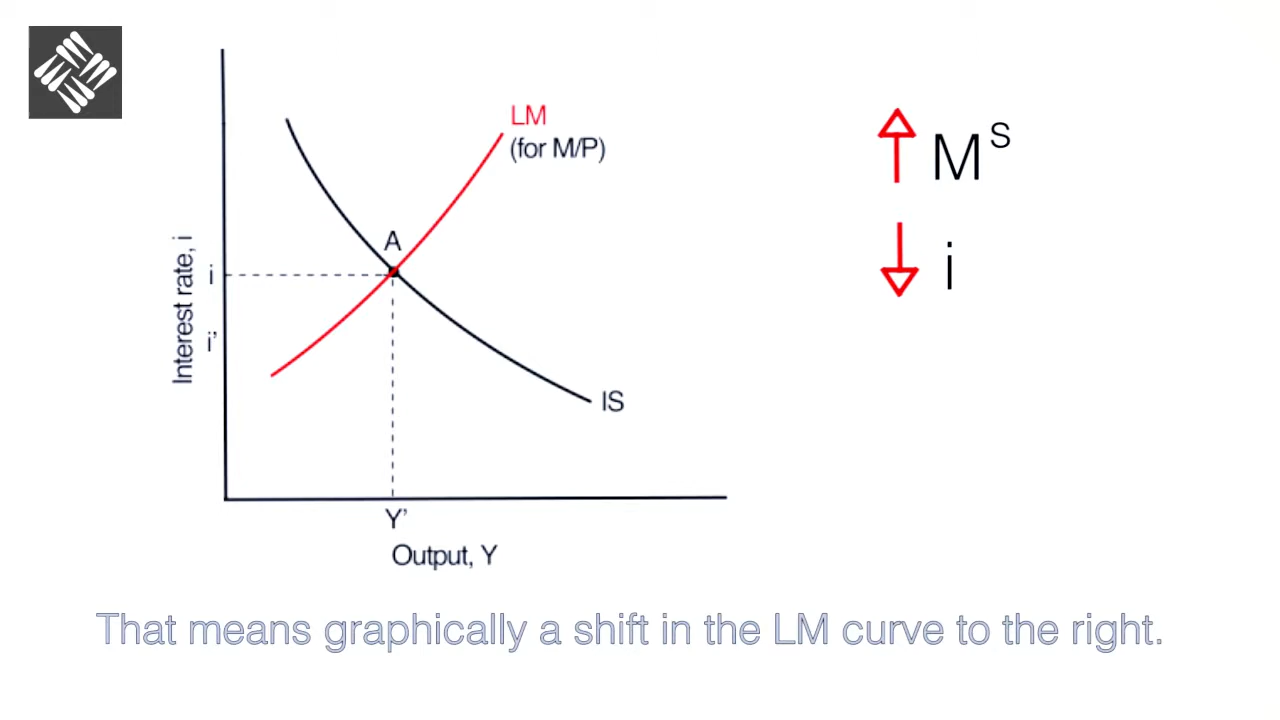 LM
(for M/P)
M^S
A
i
i
i’
Interest rate, i
IS
Y’
Output, Y
That means graphically a shift in the LM curve to the right.